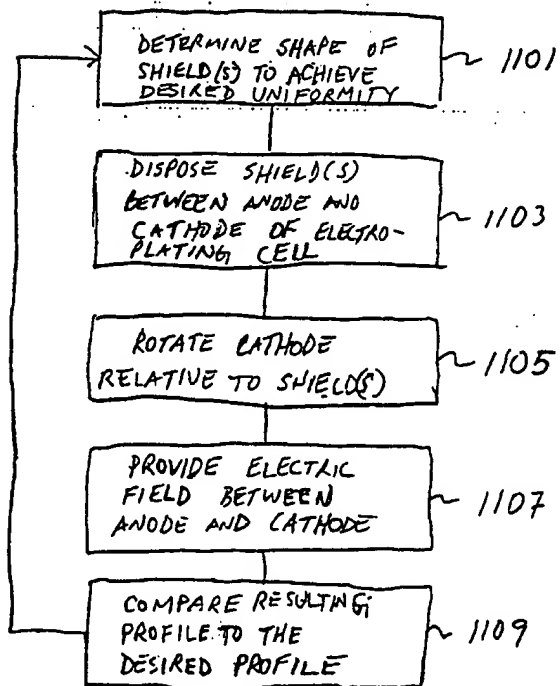 DETERMINE SHAPE OF
SHIELD(S) TO ACHIEVE
DESIRED UNIFORMITY
1101
DISPOSE SHIELD(S)
BETWEEN ANODE AND
CATHODE OF ELECTRO-
PLATING CELL
1103
ROTATE CATHODE
RELATIVE TO SHIELD(S)
1105
PROVIDE ELECTRIC
FIELD BETWEEN
ANODE AND CATHODE
1107
COMPARE RESULTING
PROFILE TO THE
DESIRED PROFILE
1109